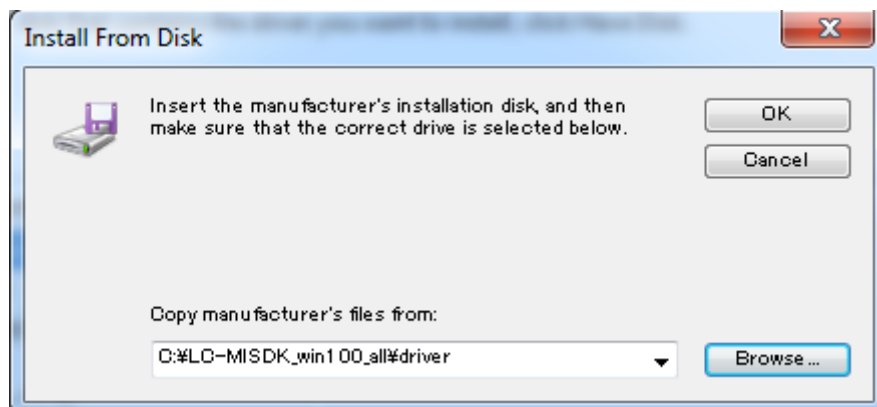 Install From Disk
Insert the manufacturer's installation disk, and then
make sure that the correct drive is selected below.
OK
Cancel
Copy manufacturer's files from:
C:¥LC-MISDK_win100_all¥driver
Browse...